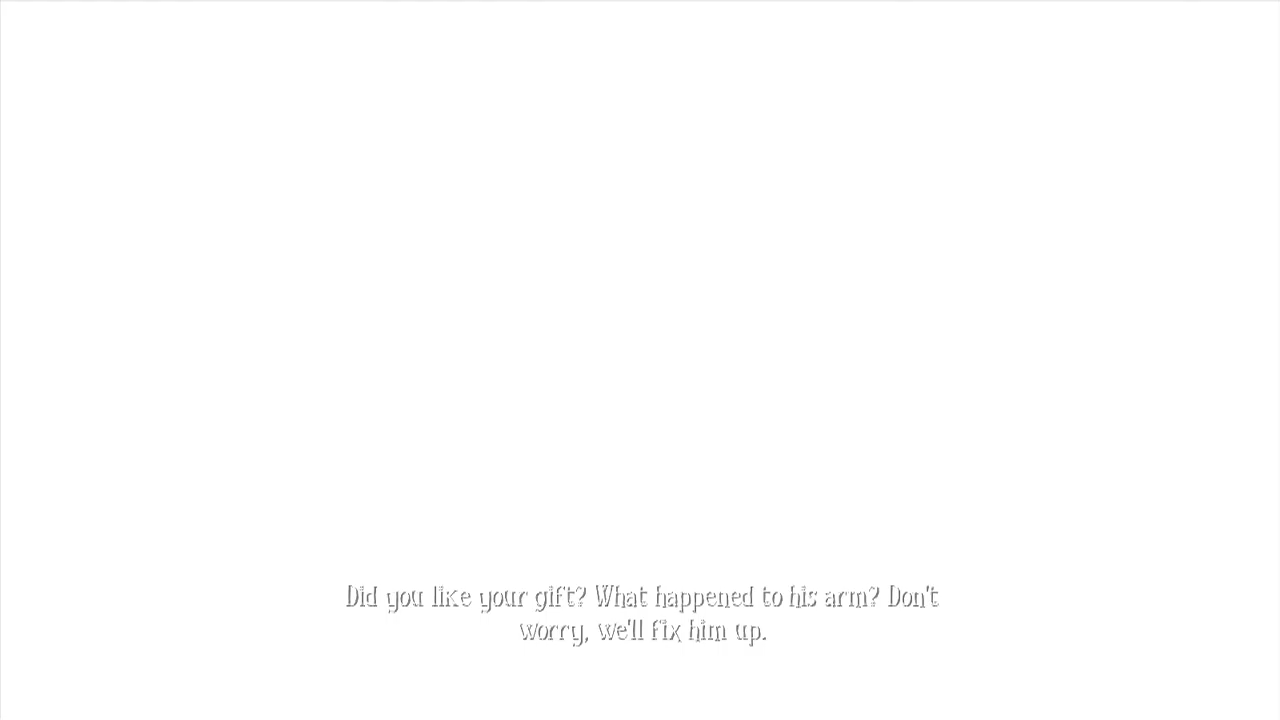 Did you like your gift? What happened to his arm? Don't
worry, we'll fix him up.